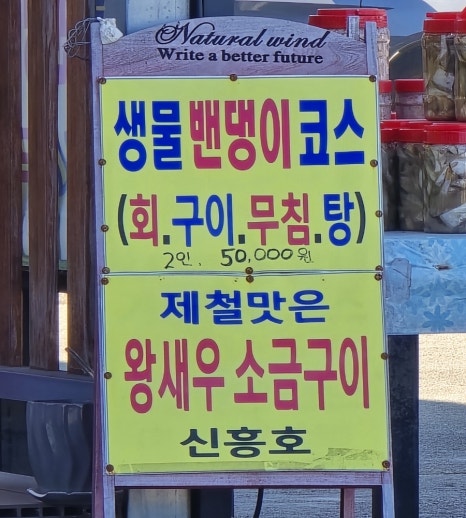 Natural wind
Write a better future
생물밴댕이코스
(회.구이.무침.탕)
2인. 50,000원
제철맛은
왕새우 소금구이
신흥호